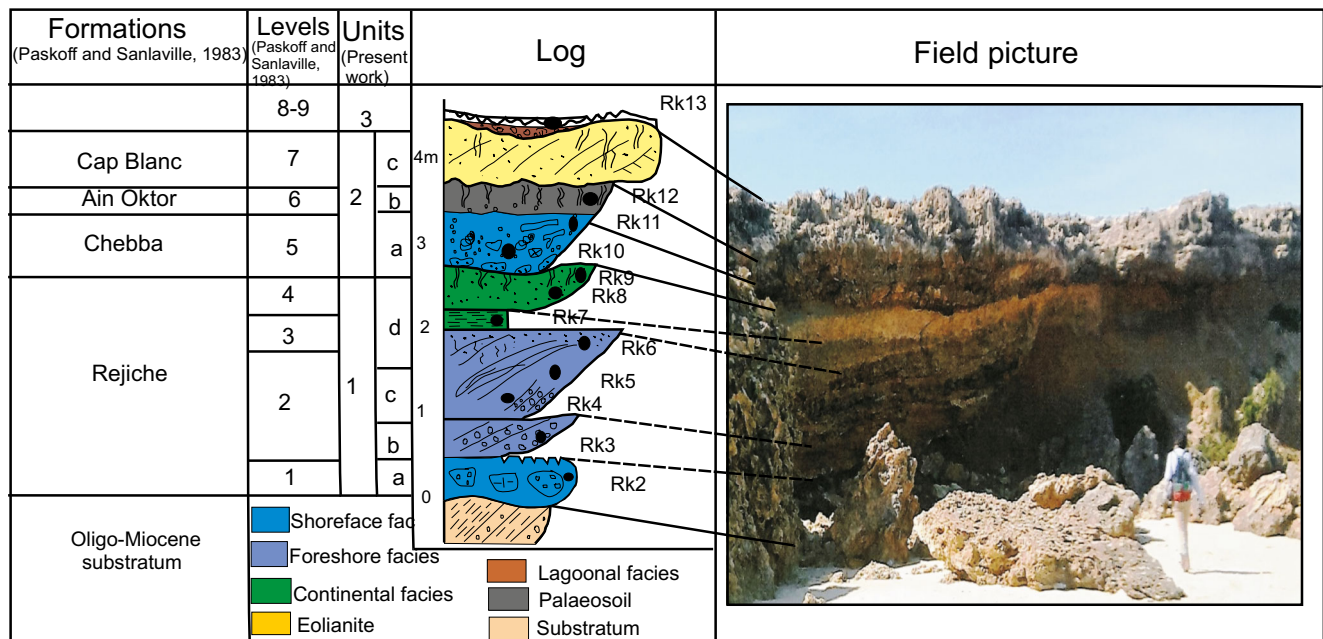 Formations
(Paskoff and Sanlaville, 1983)
Levels
(Paskoff and
Sanlaville,
1983)
Units
(Present
work)
Log
Field picture
8-9
3
Cap Blanc
7
2
c
Ain Oktor
6
b
Chebba
5
a
Rejiche
4
3
2
1
1
d
c
b
a
Oligo-Miocene
substratum
4m
3
2
1
0
Rk13
Rk12
Rk11
Rk10
Rk9
Rk8
Rk7
Rk6
Rk5
Rk4
Rk3
Rk2
Shoreface fac
Foreshore facies
Continental facies
Eolianite
Lagoonal facies
Palaeosoil
Substratum